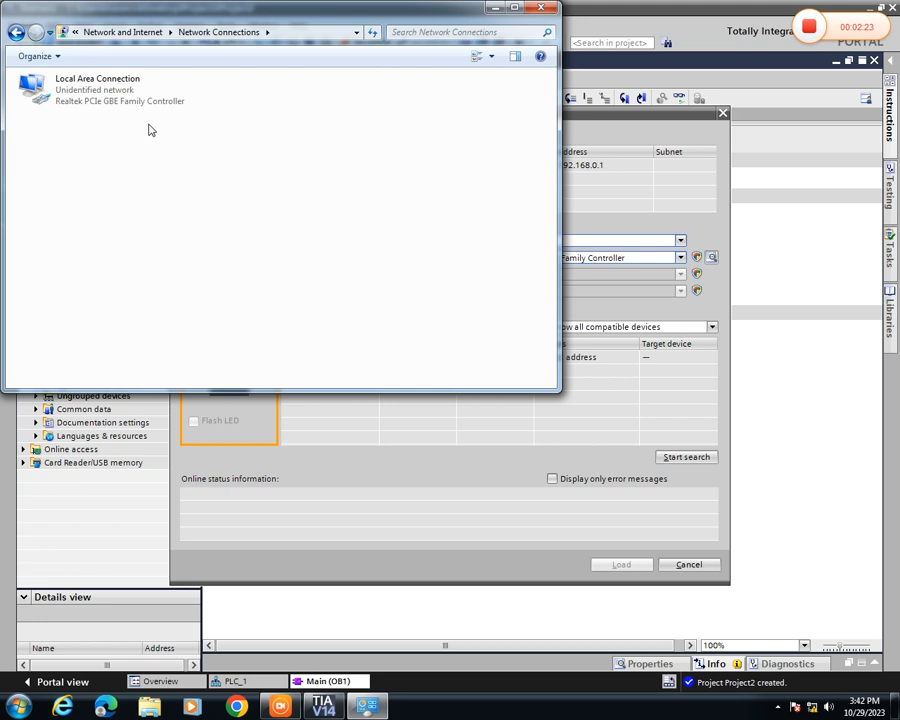 00:02:23
Network and Internet
Network Connections
Search Network Connections
<Search in project>
Totally Integra
PORTAL
Organize
Local Area Connection
Unidentified network
Realtek PCIe GBE Family Controller
Instructions
Testing
Tasks
Libraries
ddress
Subnet
92.168.0.1
Family Controller
ow all compatible devices
Target device
address
—
Ungrouped devices
Common data
Documentation settings
Languages & resources
Online access
Card Reader/USB memory
Flash LED
Start search
Online status information:
Display only error messages
Load
Cancel
Details view
Name
Address
100%
Properties
Info
Diagnostics
Portal view
Overview
PLC_1
Main (OB1)
Project Project2 created.
TIA
V14
3:42 PM
10/29/2023